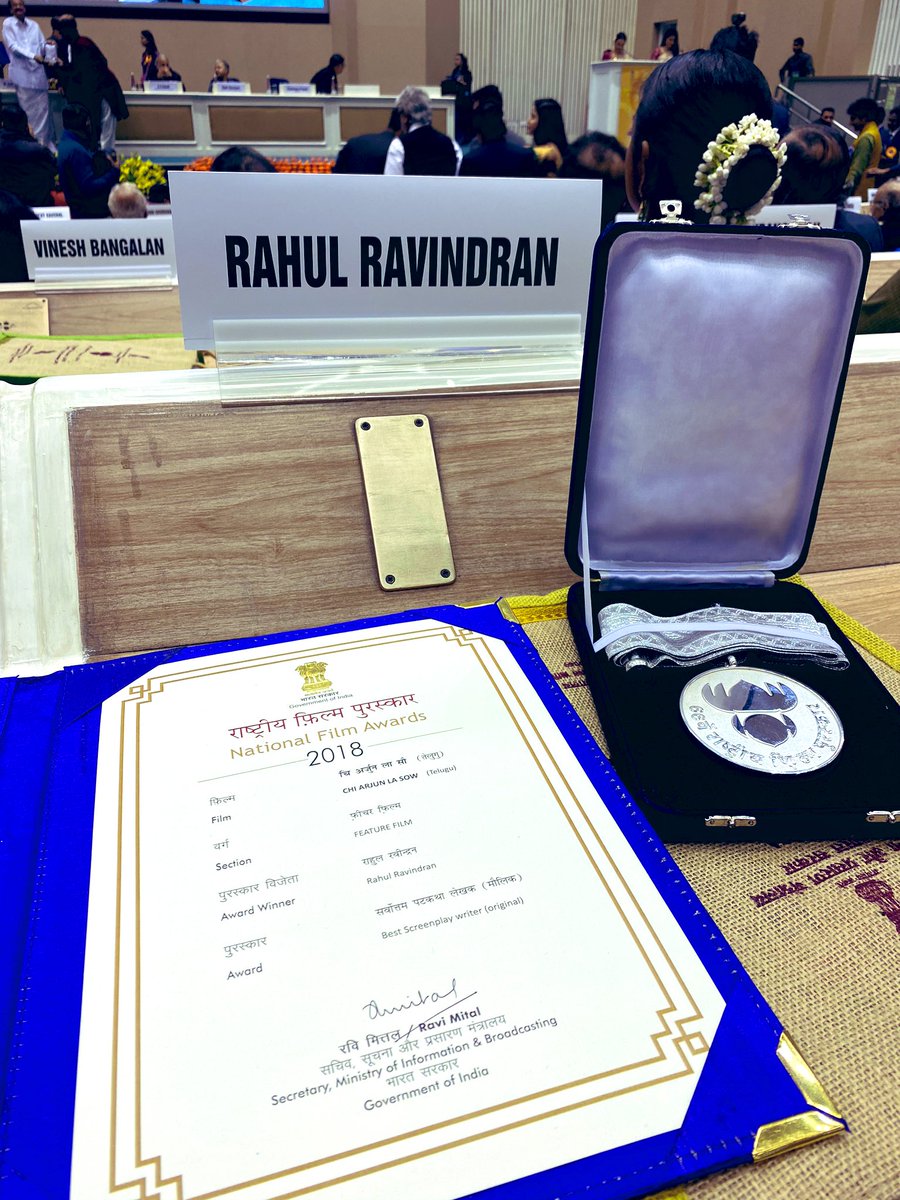 VINESH BANGALAN
RAHUL RAVINDRAN
भारत सरकार
Government of India
राष्ट्रीय फ़िल्म पुरस्कार
National Film Awards
2018
फिल्म
Film
चि अर्जुन ला सौ (तेलुगु)
CHI ARJUN LA SOW (Telugu)
वर्ग
Section
फ़ीचर फ़िल्म
FEATURE FILM
पुरस्कार विजेता
Award Winner
राहुल रवीन्द्रन
Rahul Ravindran
पुरस्कार
Award
सर्वोत्तम पटकथा लेखक (मौलिक)
Best Screenplay writer (original)
रवि मित्तल / Ravi Mital
सचिव, सूचना और प्रसारण मंत्रालय
Secretary, Ministry of Information & Broadcasting
भारत सरकार
Government of India